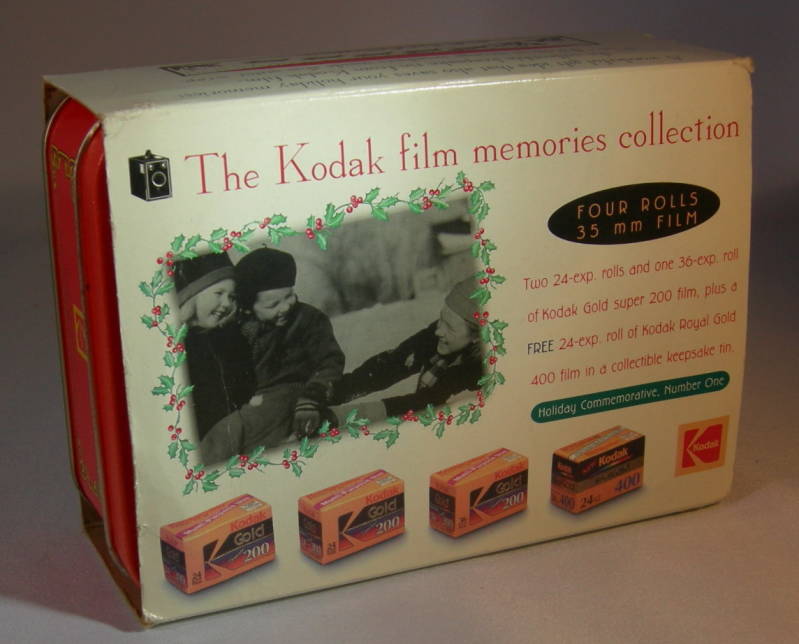 The Kodak film memories collection
FOUR ROLLS
35 mm FILM
Two 24-exp. rolls and one 36-exp. roll
of Kodak Gold super 200 film, plus a
FREE 24-exp. roll of Kodak Royal Gold
400 film in a collectible keepsake tin.
Holiday Commemorative, Number One
Kodak
Kodak
Gold
200
Kodak
Gold
200
Kodak
Gold
200
Kodak
400
24
400